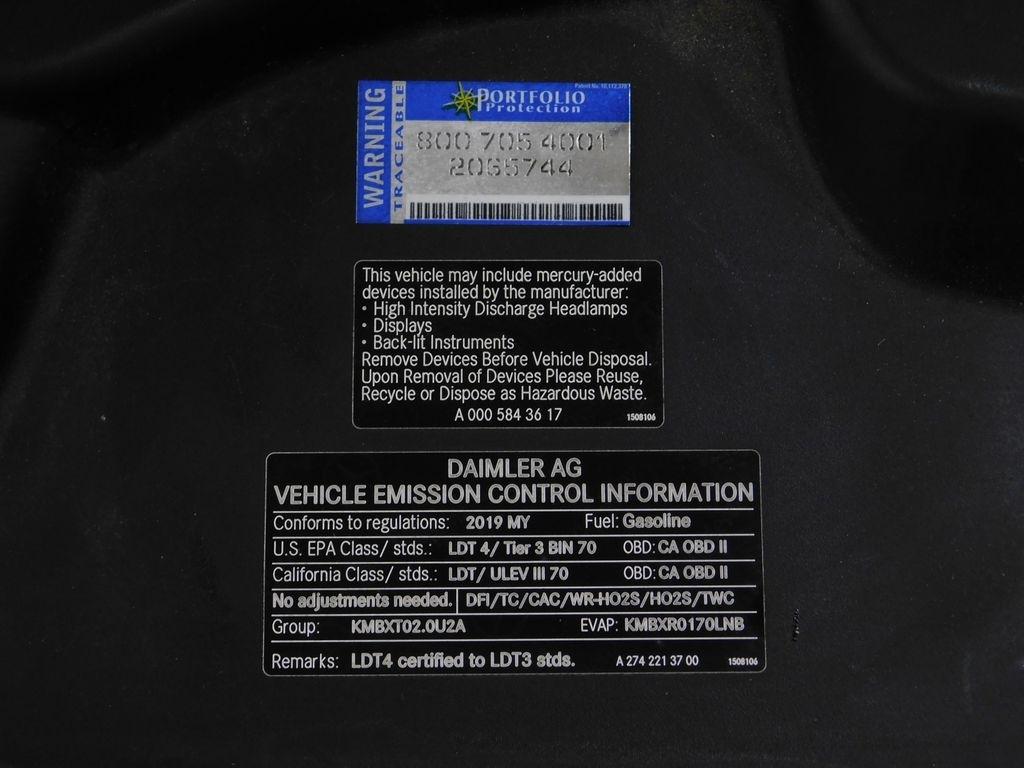 WARNING
TRACEABLE
Patent No. 10,112,370
PORTFOLIO
Protection
800 705 4001
2065744
This vehicle may include mercury-added
devices installed by the manufacturer:
• High Intensity Discharge Headlamps
• Displays
• Back-lit Instruments
Remove Devices Before Vehicle Disposal.
Upon Removal of Devices Please Reuse,
Recycle or Dispose as Hazardous Waste.
A 000 584 36 17 1508106
DAIMLER AG
VEHICLE EMISSION CONTROL INFORMATION
Conforms to regulations: 2019 MY Fuel: Gasoline
U.S. EPA Class/ stds.: LDT 4/ Tier 3 BIN 70 OBD: CA OBD II
California Class/ stds.: LDT/ ULEV III 70 OBD: CA OBD II
No adjustments needed. DFI/TC/CAC/WR-HO2S/HO2S/TWC
Group: KMBXT02.0U2A EVAP: KMBXR0170LNB
Remarks: LDT4 certified to LDT3 stds. A 274 221 37 00 1508106